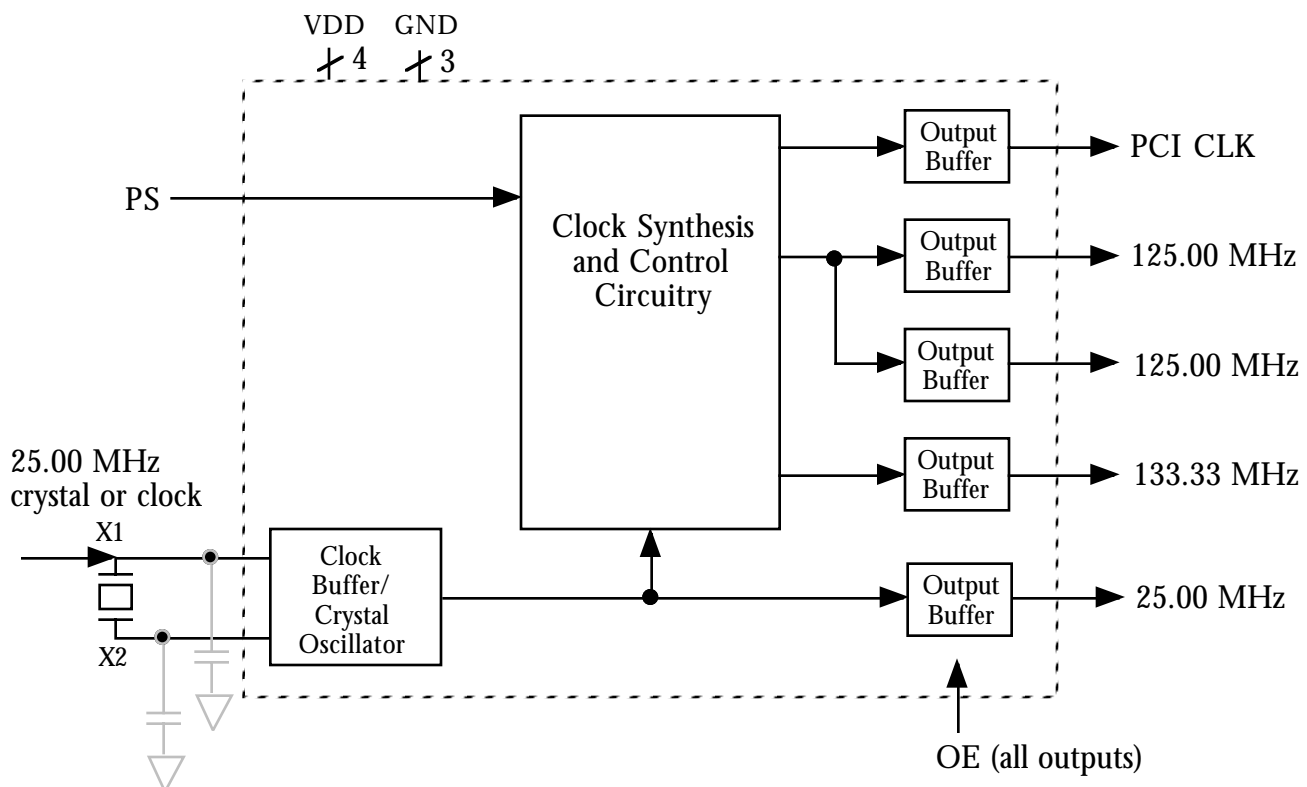 VDD GND
4 3
Output
Buffer
PCI CLK
PS
Clock Synthesis
and Control
Circuitry
Output
Buffer
125.00 MHz
Output
Buffer
125.00 MHz
25.00 MHz
crystal or clock
Output
Buffer
133.33 MHz
X1
X2
Clock
Buffer/
Crystal
Oscillator
Output
Buffer
25.00 MHz
OE (all outputs)